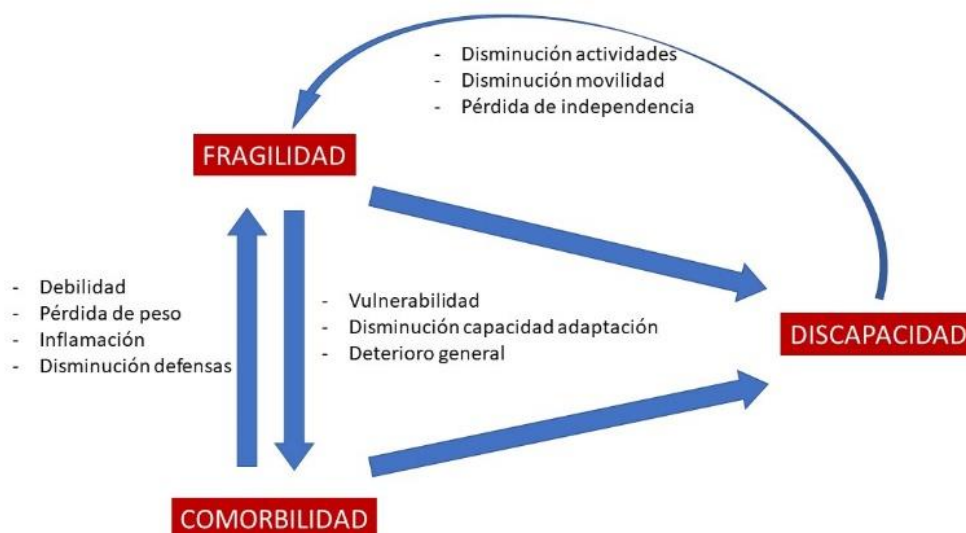 - Disminución actividades
- Disminución movilidad
- Pérdida de independencia
FRAGILIDAD
- Debilidad
- Pérdida de peso
- Inflamación
- Disminución defensas
- Vulnerabilidad
- Disminución capacidad adaptación
- Deterioro general
DISCAPACIDAD
COMORBILIDAD